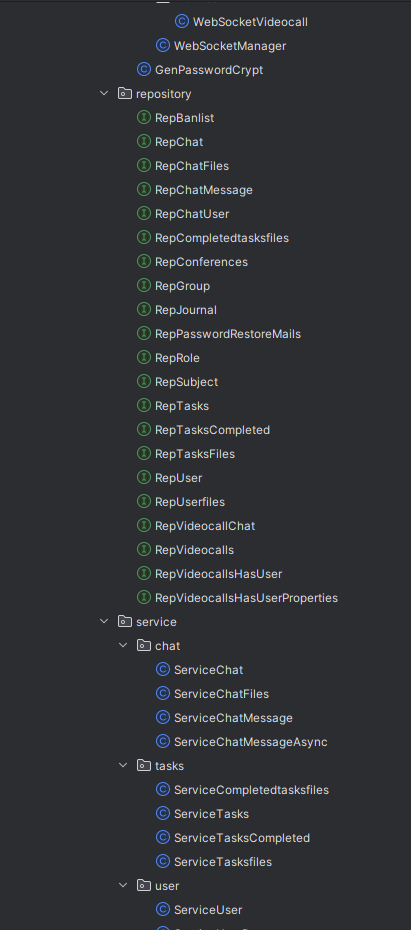 WebSocketVideocall
WebSocketManager
GenPasswordCrypt
repository
RepBanlist
RepChat
RepChatFiles
RepChatMessage
RepChatUser
RepCompletedtasksfiles
RepConferences
RepGroup
RepJournal
RepPasswordRestoreMails
RepRole
RepSubject
RepTasks
RepTasksCompleted
RepTasksFiles
RepUser
RepUserfiles
RepVideocallChat
RepVideocalls
RepVideocallsHasUser
RepVideocallsHasUserProperties
service
chat
ServiceChat
ServiceChatFiles
ServiceChatMessage
ServiceChatMessageAsync
tasks
ServiceCompletedtasksfiles
ServiceTasks
ServiceTasksCompleted
ServiceTasksfiles
user
ServiceUser